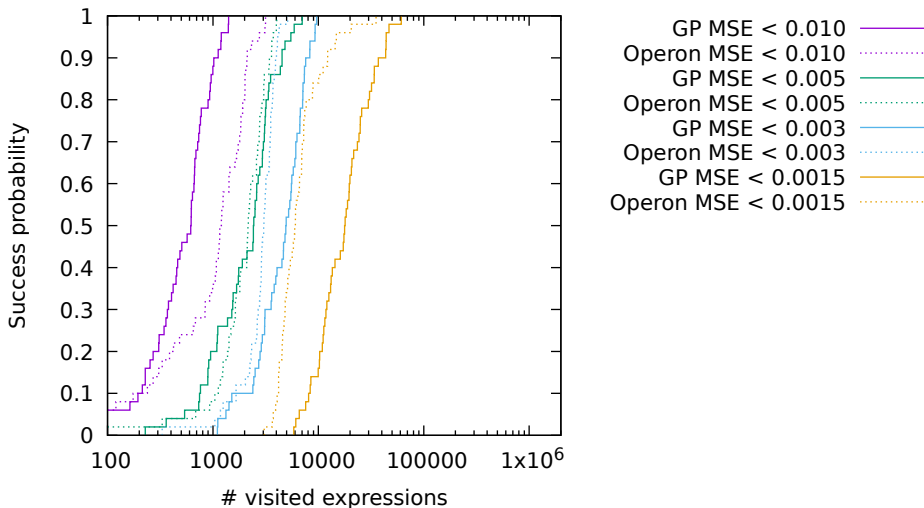 1
0.9
0.8
0.7
0.6
0.5
0.4
0.3
0.2
0.1
0
Success probability
100 1000 10000 100000 1x10⁶
# visited expressions
GP MSE < 0.010
Operon MSE < 0.010
GP MSE < 0.005
Operon MSE < 0.005
GP MSE < 0.003
Operon MSE < 0.003
GP MSE < 0.0015
Operon MSE < 0.0015